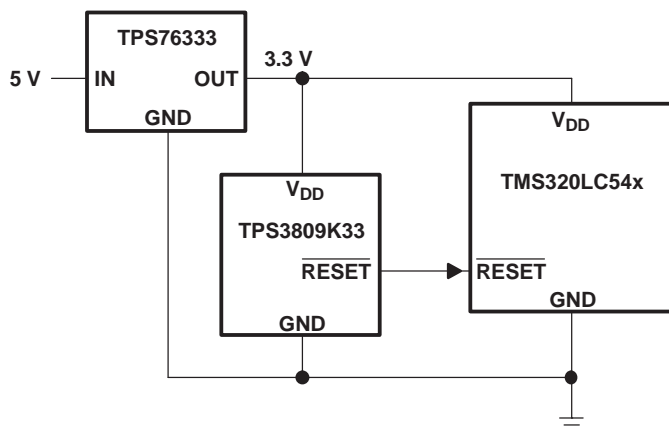 TPS76333
3.3 V
5 V
IN
OUT
GND
V_DD
TPS3809K33
RESET
GND
V_DD
TMS320LC54x
RESET
GND